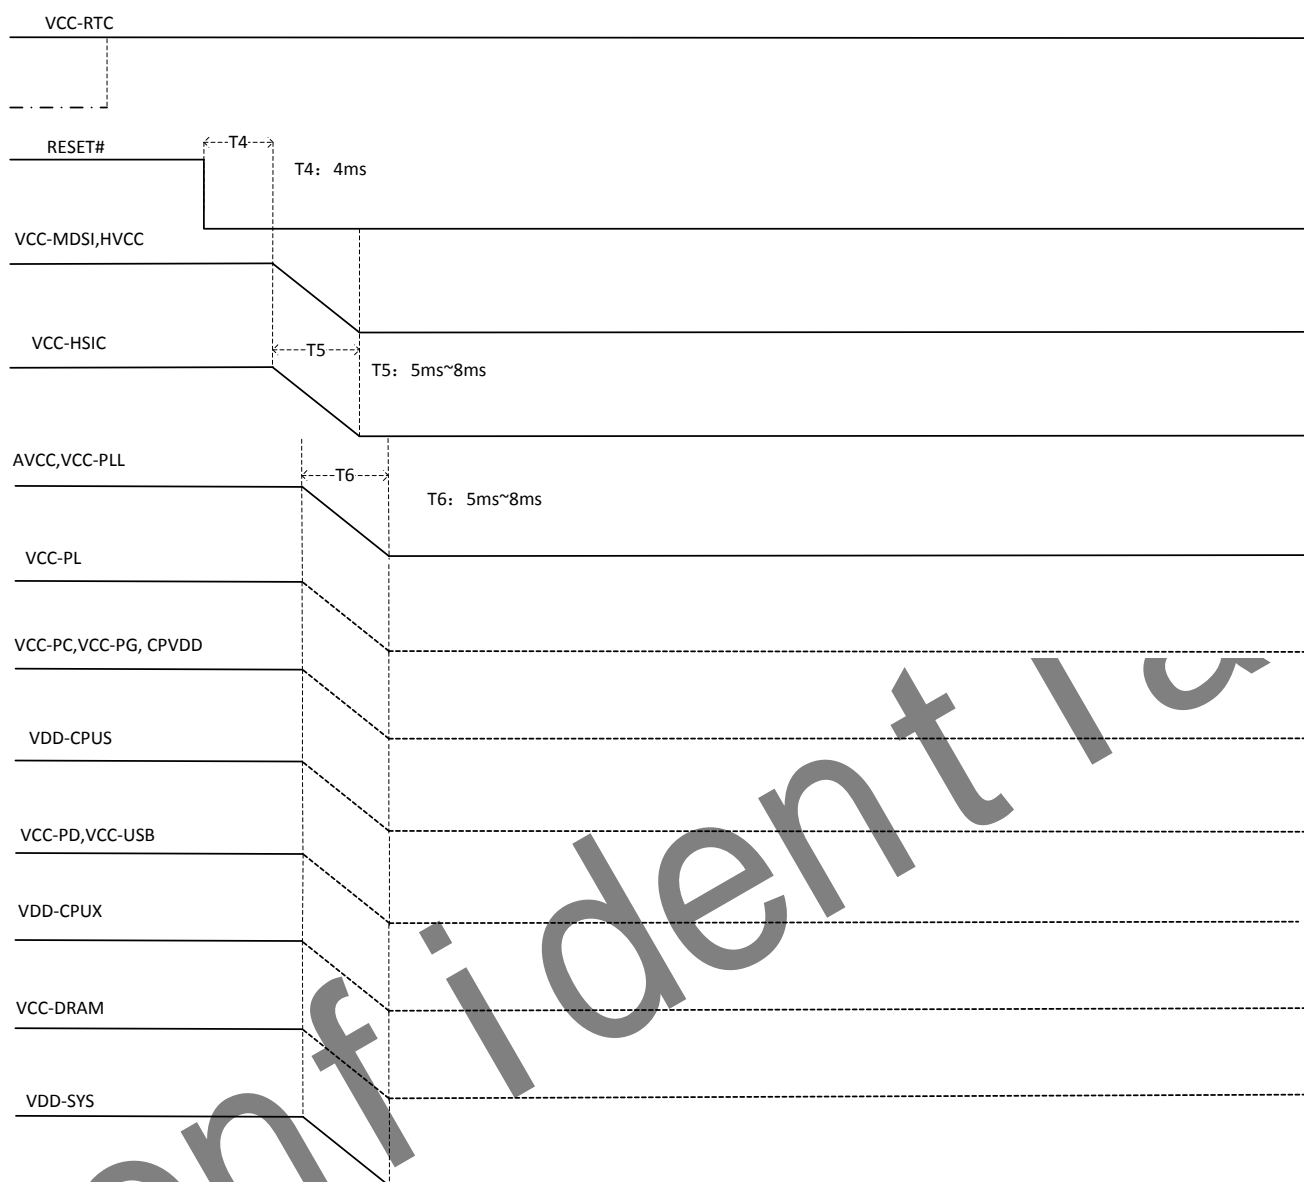 VCC-RTC
RESET#
T4
T4：4ms
VCC-MDSI,HVCC
VCC-HSIC
T5
T5：5ms~8ms
AVCC,VCC-PLL
T6
T6：5ms~8ms
VCC-PL
VCC-PC,VCC-PG, CPVDD
VDD-CPUS
VCC-PD,VCC-USB
VDD-CPUX
VCC-DRAM
VDD-SYS
nfidentia